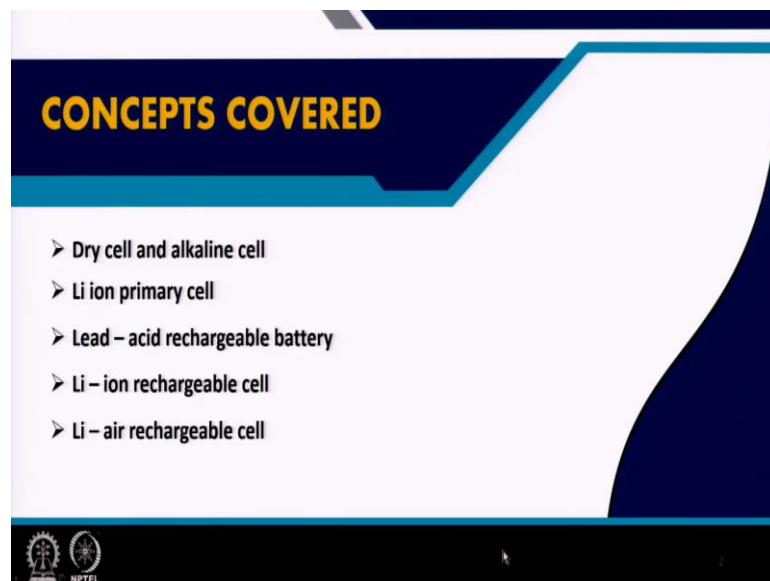 CONCEPTS COVERED
➢ Dry cell and alkaline cell
➢ Li ion primary cell
➢ Lead – acid rechargeable battery
➢ Li – ion rechargeable cell
➢ Li – air rechargeable cell
NPTEL
2